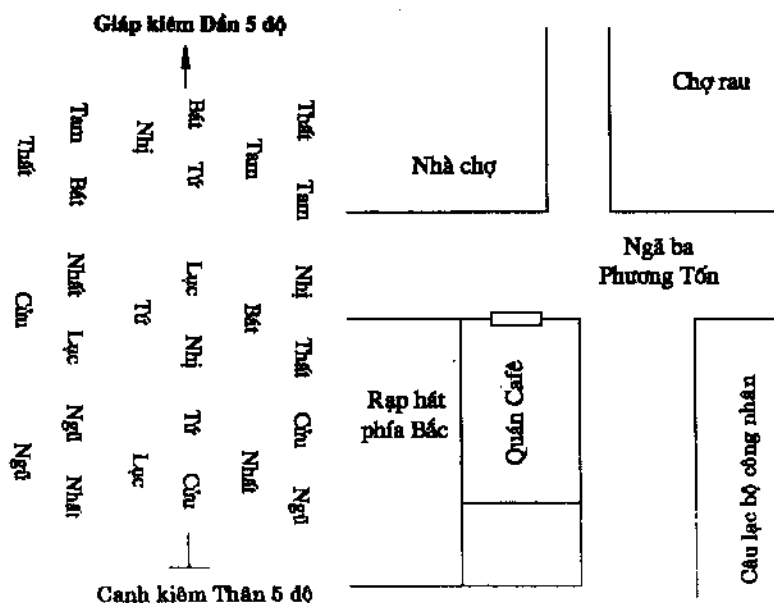 Giáp kiêm Dần 5 độ
Thất Tam Nhị Thất Cửu Ngũ
Tam Bát Nhất
Bát Tứ Lục Nhị Tứ Cửu
Nhị Tứ Lục
Tam Bát Nhất Lục Ngũ Nhất
Thất Cửu Ngũ
Canh kiêm Thân 5 độ
Chợ rau
Nhà chợ
Ngã ba
Phương Tốn
Rạp hát
phía Bắc
Quán Café
Câu lạc bộ công nhân